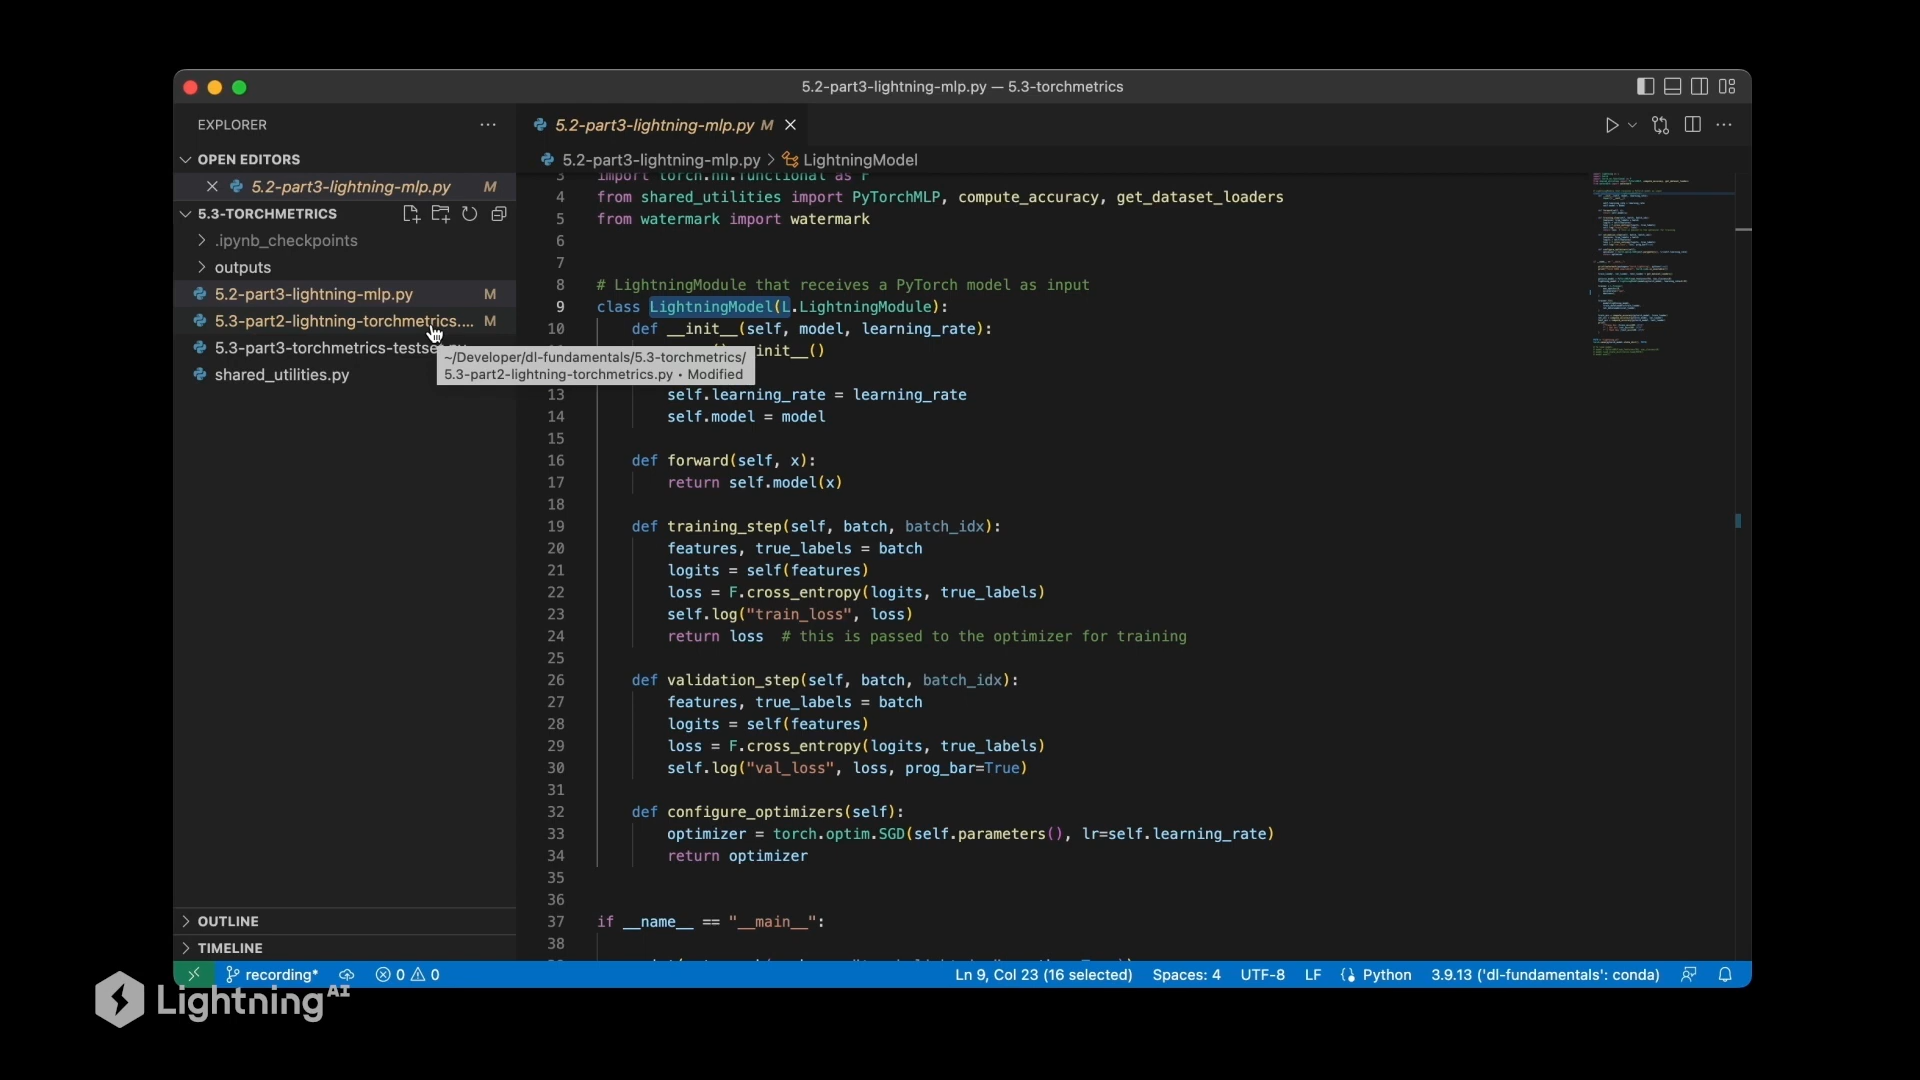 5.2-part3-lightning-mlp.py — 5.3-torchmetrics
EXPLORER
OPEN EDITORS
5.2-part3-lightning-mlp.py M
5.3-TORCHMETRICS
.ipynb_checkpoints
outputs
5.2-part3-lightning-mlp.py M
5.3-part2-lightning-torchmetrics.... M
5.3-part3-torchmetrics-testse
shared_utilities.py
~/Developer/dl-fundamentals/5.3-torchmetrics/
5.3-part2-lightning-torchmetrics.py • Modified
OUTLINE
TIMELINE
5.2-part3-lightning-mlp.py M
5.2-part3-lightning-mlp.py > LightningModel
3 import torch.nn.functional as F
4 from shared_utilities import PyTorchMLP, compute_accuracy, get_dataset_loaders
5 from watermark import watermark
6
7
8 # LightningModule that receives a PyTorch model as input
9 class LightningModel(L.LightningModule):
10 def __init__(self, model, learning_rate):
init__()
13 self.learning_rate = learning_rate
14 self.model = model
15
16 def forward(self, x):
17 return self.model(x)
18
19 def training_step(self, batch, batch_idx):
20 features, true_labels = batch
21 logits = self(features)
22 loss = F.cross_entropy(logits, true_labels)
23 self.log("train_loss", loss)
24 return loss # this is passed to the optimizer for training
25
26 def validation_step(self, batch, batch_idx):
27 features, true_labels = batch
28 logits = self(features)
29 loss = F.cross_entropy(logits, true_labels)
30 self.log("val_loss", loss, prog_bar=True)
31
32 def configure_optimizers(self):
33 optimizer = torch.optim.SGD(self.parameters(), lr=self.learning_rate)
34 return optimizer
35
36
37 if __name__ == "__main__":
38
recording* 0 0 Ln 9, Col 23 (16 selected) Spaces: 4 UTF-8 LF Python 3.9.13 ('dl-fundamentals': conda)
Lightning AI